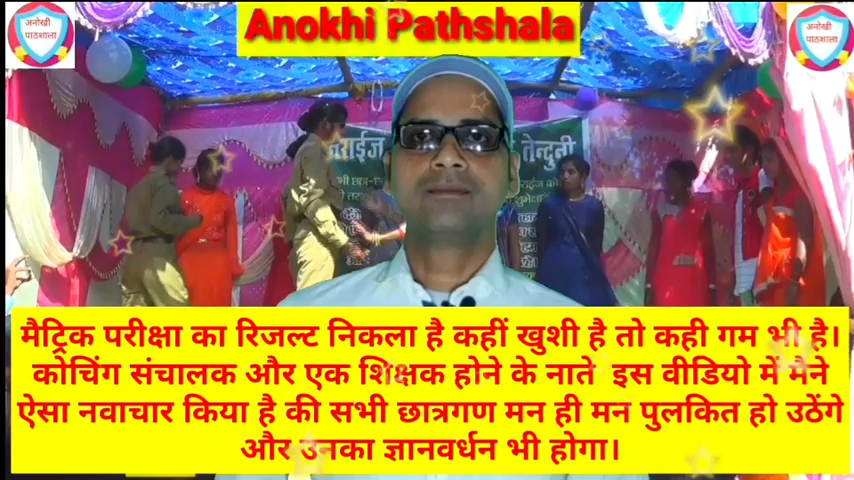 Anokhi Pathshala
अनोखी
पाठशाला
अनोखी
पाठशाला
राईज
तेन्दुनी
मैट्रिक परीक्षा का रिजल्ट निकला है कहीं खुशी है तो कही गम भी है।
कोचिंग संचालक और एक शिक्षक होने के नाते इस वीडियो में मैने
ऐसा नवाचार किया है की सभी छात्रगण मन ही मन पुलकित हो उठेंगे
और उनका ज्ञानवर्धन भी होगा।